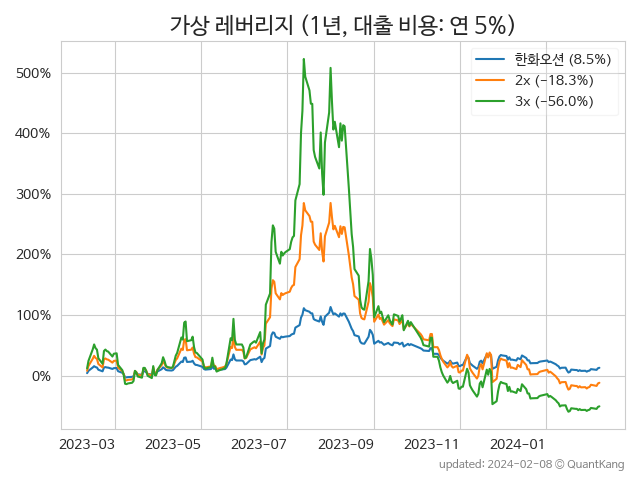 가상 레버리지 (1년, 대출 비용: 연 5%)
한화오션 (8.5%)
2x (−18.3%)
3x (−56.0%)
500%
400%
300%
200%
100%
0%
2023-03 2023-05 2023-07 2023-09 2023-11 2024-01
updated: 2024-02-08 © QuantKang